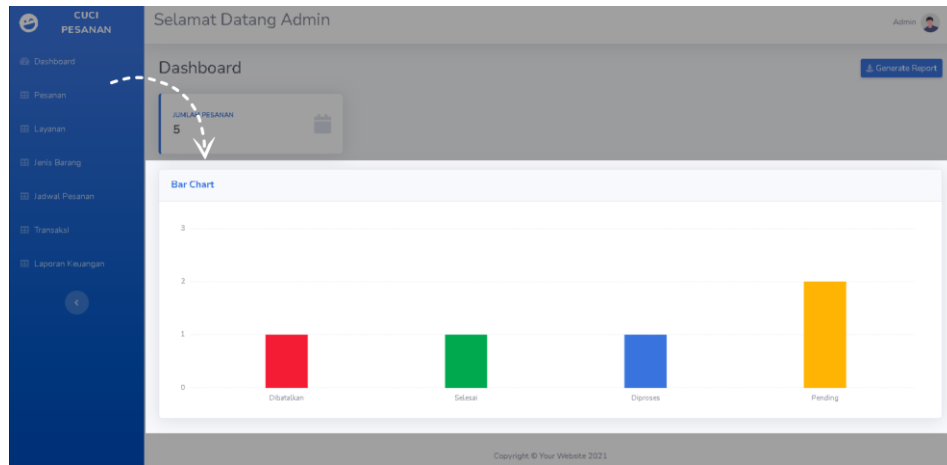 CUCI
PESANAN
Selamat Datang Admin
Admin
Dashboard
Pesanan
Layanan
Jenis Barang
Jadwal Pesanan
Transaksi
Laporan Keuangan
Dashboard
Generate Report
JUMLAH PESANAN
5
Bar Chart
3
2
1
0
Dibatalkan
Selesai
Diproses
Pending
Copyright © Your Website 2021